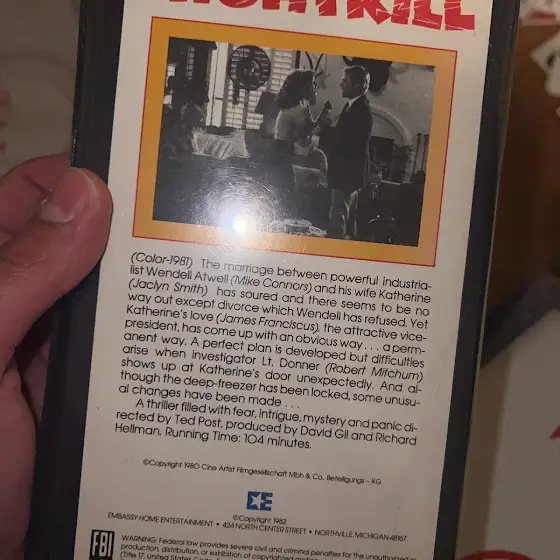 NIGHTKILL
(Color-1981) The marriage between powerful industria-
list Wendell Atwell (Mike Connors) and his wife Katherine
(Jaclyn Smith) has soured and there seems to be no
way out except divorce which Wendell has refused. Yet
Katherine's love (James Franciscus), the attractive vice-
president, has come up with an obvious way . . . a perm-
anent way. A perfect plan is developed but difficulties
arise when investigator Lt. Donner (Robert Mitchum)
shows up at Katherine's door unexpectedly. And al-
though the deep-freezer has been locked, some unusu-
al changes have been made . . .
A thriller filled with fear, intrigue, mystery and panic di-
rected by Ted Post, produced by David Gil and Richard
Hellman. Running Time: 104 minutes.
©Copyright 1980 Cine Artist Filmgesellschaft Mbh & Co. Beteiligungs - KG
E
©Copyright 1982
EMBASSY HOME ENTERTAINMENT • 424 NORTH CENTER STREET • NORTHVILLE, MICHIGAN 48167
FBI
WARNING: Federal law provides severe civil and criminal penalties for the unauthorized
production, distribution, or exhibition of copyrighted
(Title 17, United States Code,